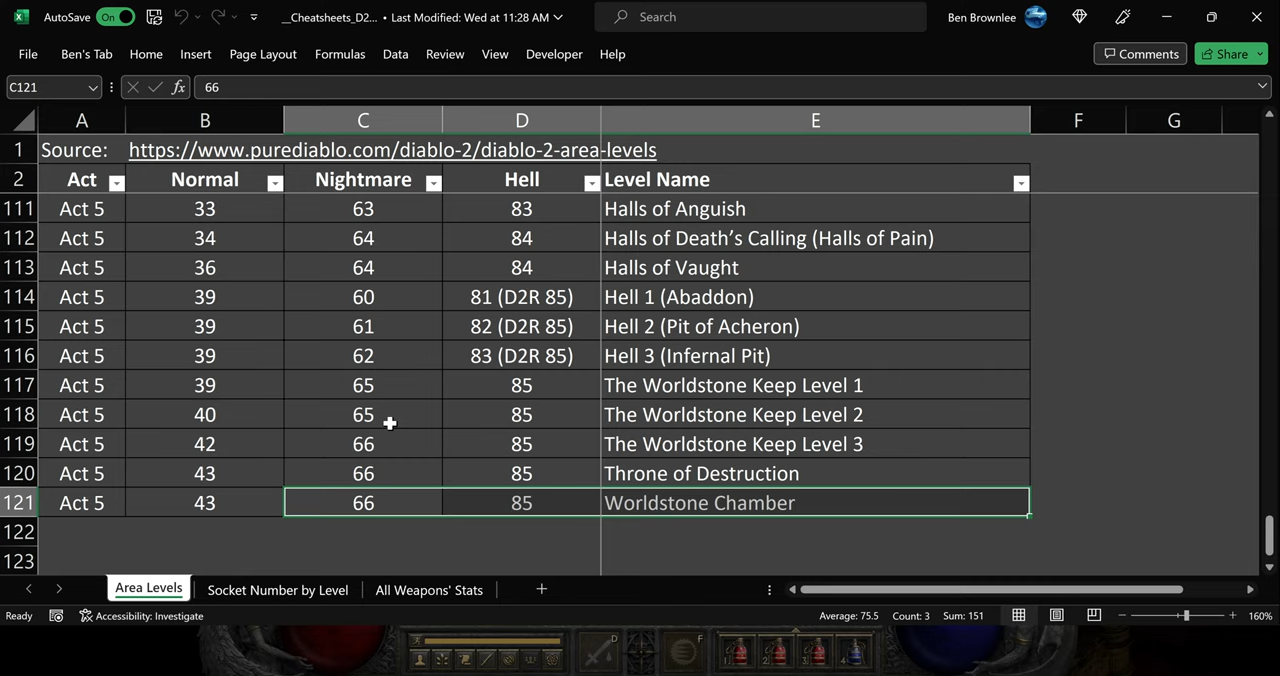 AutoSave On __Cheatsheets_D2... • Last Modified: Wed at 11:28 AM Search Ben Brownlee
File Ben's Tab Home Insert Page Layout Formulas Data Review View Developer Help Comments Share
C121 fx 66
A B C D E F G
1 Source: https://www.purediablo.com/diablo-2/diablo-2-area-levels
2 Act Normal Nightmare Hell Level Name
111 Act 5 33 63 83 Halls of Anguish
112 Act 5 34 64 84 Halls of Death’s Calling (Halls of Pain)
113 Act 5 36 64 84 Halls of Vaught
114 Act 5 39 60 81 (D2R 85) Hell 1 (Abaddon)
115 Act 5 39 61 82 (D2R 85) Hell 2 (Pit of Acheron)
116 Act 5 39 62 83 (D2R 85) Hell 3 (Infernal Pit)
117 Act 5 39 65 85 The Worldstone Keep Level 1
118 Act 5 40 65 85 The Worldstone Keep Level 2
119 Act 5 42 66 85 The Worldstone Keep Level 3
120 Act 5 43 66 85 Throne of Destruction
121 Act 5 43 66 85 Worldstone Chamber
122
123
Area Levels Socket Number by Level All Weapons' Stats
Ready Accessibility: Investigate Average: 75.5 Count: 3 Sum: 151 160%
D F 1 2 3 4